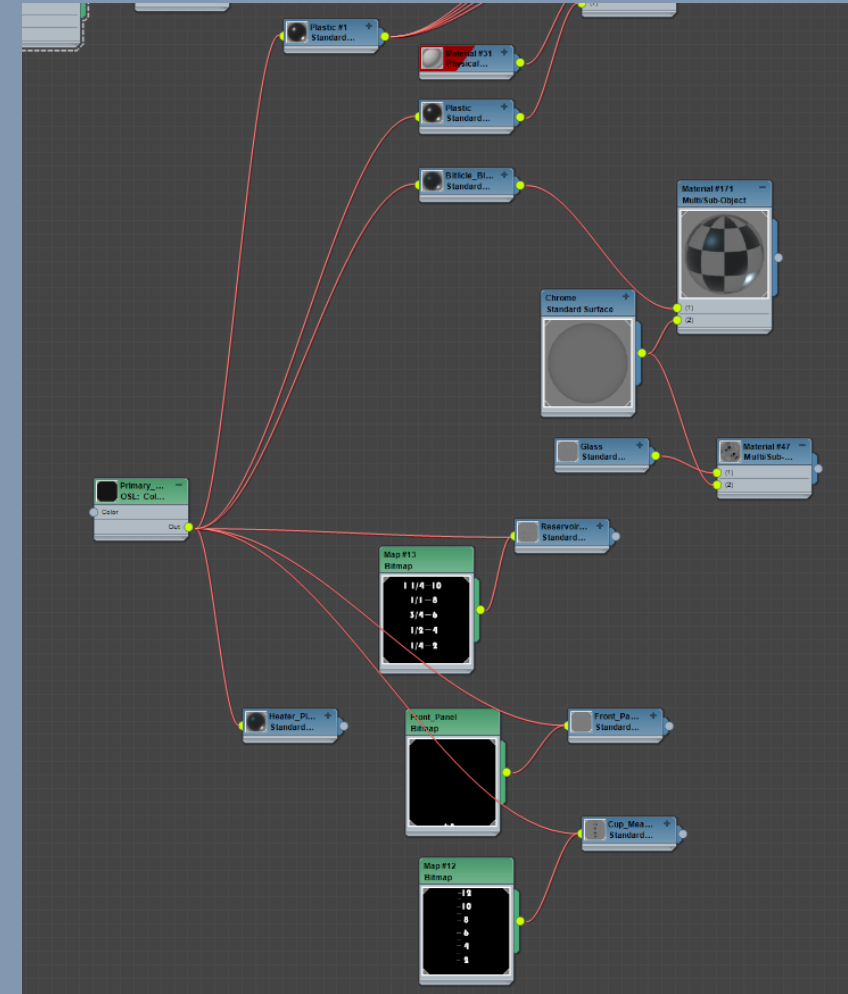 (1)
Plastic #1
Standard...
Material #31
Physical...
Plastic
Standard...
Standard...
Material #171
Multi/Sub-Object
(1)
(2)
Chrome
Standard Surface
Glass
Standard...
Material #47
Multi/Sub-...
(1)
(2)
Primary_...
OSL: Col...
Color
Out
Reservoir...
Standard...
Map #13
Bitmap
1 1/4-10
1/1-8
3/4-6
1/2-4
1/4-2
Heater_Pl...
Standard...
Front_Panel
Bitmap
Front_Pa...
Standard...
Cup_Mea...
Standard...
Map #12
Bitmap
-12
-10
8
6
4
2